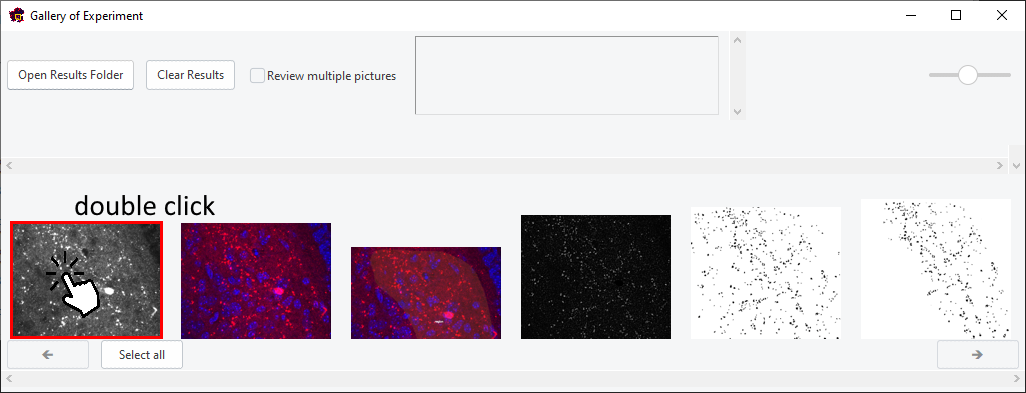 Gallery of Experiment
Open Results Folder
Clear Results
Review multiple pictures
double click
Select all